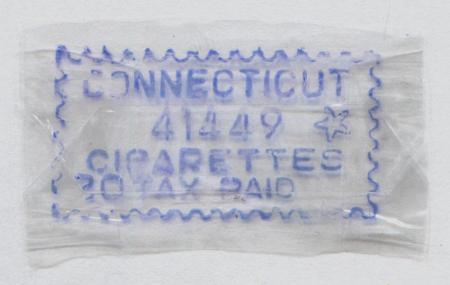 CONNECTICUT
41449
CIGARETTES
20 TAX PAID